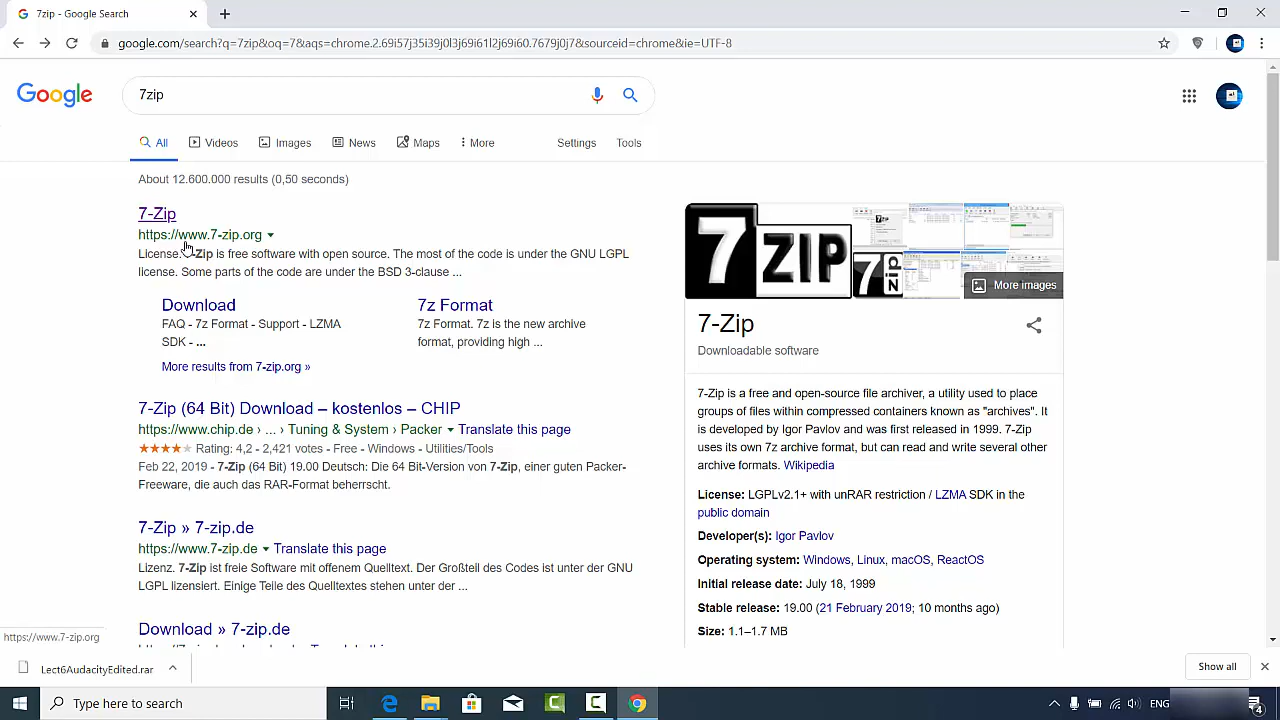 7zip - Google Search
google.com/search?q=7zip&oq=7&aqs=chrome.2.69i57j35i39j0l3j69i61l2j69i60.7679j0j7&sourceid=chrome&ie=UTF-8
Google
7zip
All
Videos
Images
News
Maps
More
Settings
Tools
About 12.600.000 results (0,50 seconds)
7-Zip
https://www.7-zip.org
License. 7-Zip is free software with open source. The most of the code is under the GNU LGPL
license. Some parts of the code are under the BSD 3-clause ...
Download
FAQ - 7z Format - Support - LZMA
SDK - ...
7z Format
7z Format. 7z is the new archive
format, providing high ...
More results from 7-zip.org »
7-Zip (64 Bit) Download – kostenlos – CHIP
https://www.chip.de › ... › Tuning & System › Packer Translate this page
Rating: 4,2 - 2,421 votes - Free - Windows - Utilities/Tools
Feb 22, 2019 - 7-Zip (64 Bit) 19.00 Deutsch: Die 64 Bit-Version von 7-Zip, einer guten Packer-
Freeware, die auch das RAR-Format beherrscht.
7-Zip » 7-zip.de
https://www.7-zip.de Translate this page
Lizenz. 7-Zip ist freie Software mit offenem Quelltext. Der Großteil des Codes ist unter der GNU
LGPL lizensiert. Einige Teile des Quelltextes stehen unter der ...
Download » 7-zip.de
7 ZIP
7 ZIP
More images
7-Zip
Downloadable software
7-Zip is a free and open-source file archiver, a utility used to place
groups of files within compressed containers known as "archives". It
is developed by Igor Pavlov and was first released in 1999. 7-Zip
uses its own 7z archive format, but can read and write several other
archive formats. Wikipedia
License: LGPLv2.1+ with unRAR restriction / LZMA SDK in the
public domain
Developer(s): Igor Pavlov
Operating system: Windows, Linux, macOS, ReactOS
Initial release date: July 18, 1999
Stable release: 19.00 (21 February 2019; 10 months ago)
Size: 1.1–1.7 MB
https://www.7-zip.org
Lect6AudacityEdited.rar
Show all
Type here to search
ENG
4